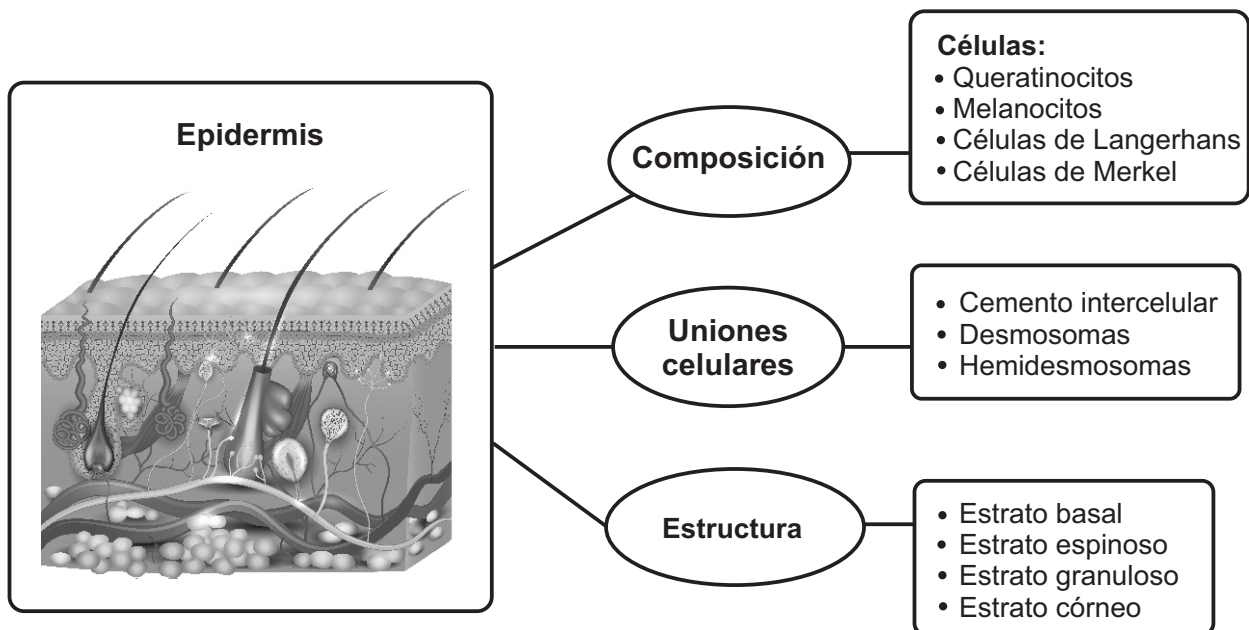 Epidermis
Composición
Células:
• Queratinocitos
• Melanocitos
• Células de Langerhans
• Células de Merkel
Uniones
celulares
• Cemento intercelular
• Desmosomas
• Hemidesmosomas
Estructura
• Estrato basal
• Estrato espinoso
• Estrato granuloso
• Estrato córneo